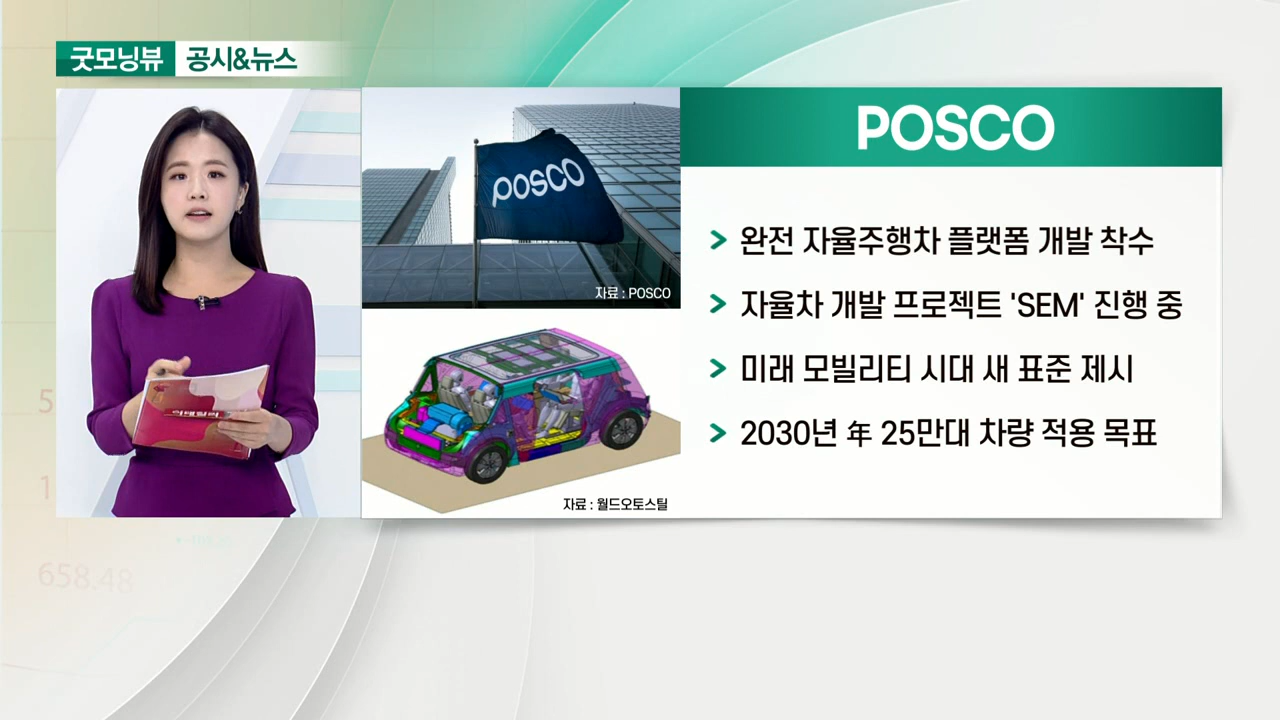 굿모닝뷰 공시&뉴스
POSCO
posco
자료 : POSCO
완전 자율주행차 플랫폼 개발 착수
자율차 개발 프로젝트 'SEM' 진행 중
미래 모빌리티 시대 새 표준 제시
2030년 年 25만대 차량 적용 목표
자료 : 월드오토스틸
5
1
658.48